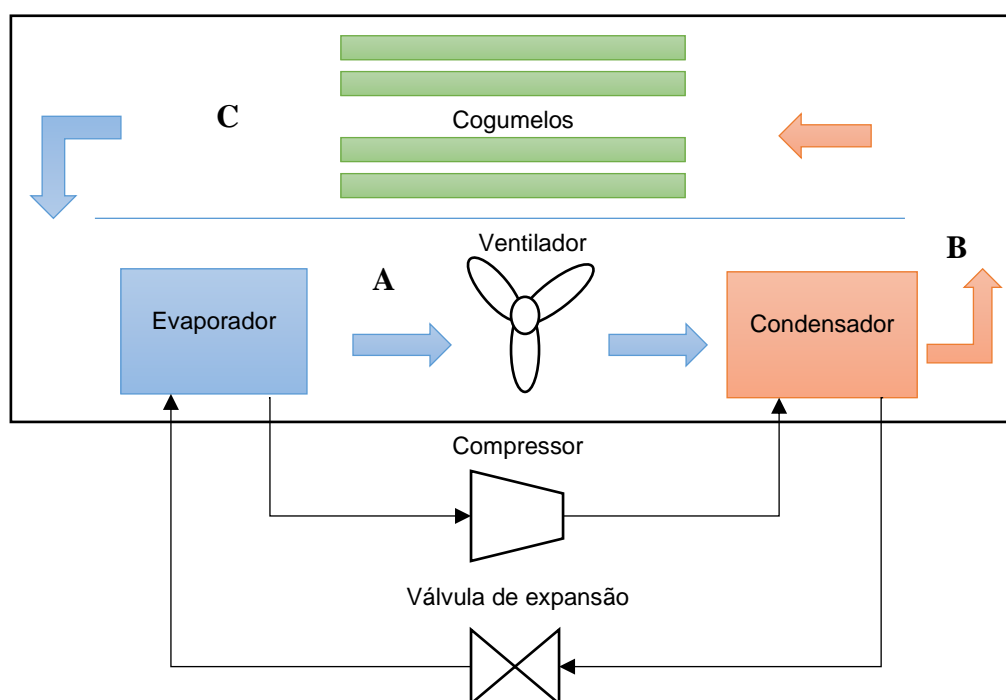 C
Cogumelos
Ventilador
B
A
Evaporador
Condensador
Compressor
Válvula de expansão